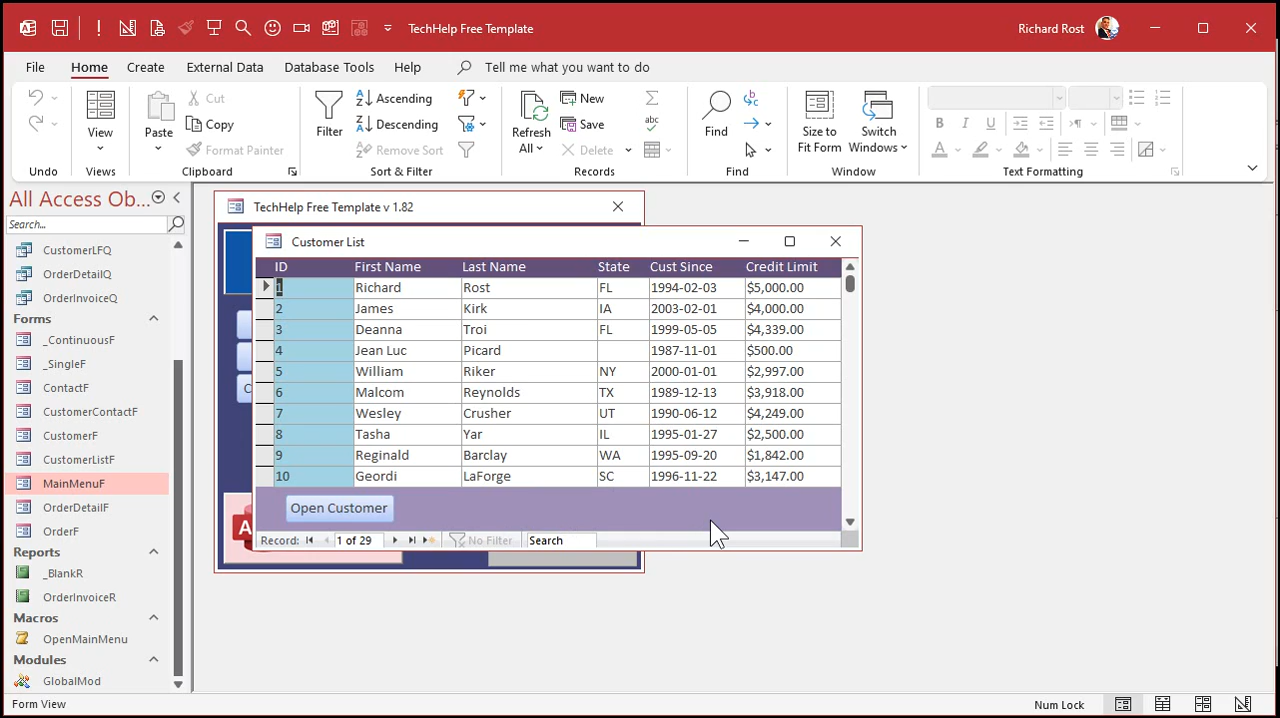 TechHelp Free Template
Richard Rost
File Home Create External Data Database Tools Help Tell me what you want to do
Undo
View
Views
Paste
Cut
Copy
Format Painter
Clipboard
Filter
Ascending
Descending
Remove Sort
Sort & Filter
Refresh All
New
Save
Delete
Records
Find
Find
Size to Fit Form
Switch Windows
Window
B I U
A
Text Formatting
All Access Ob...
Search...
CustomerLFQ
OrderDetailQ
OrderInvoiceQ
Forms
_ContinuousF
_SingleF
ContactF
CustomerContactF
CustomerF
CustomerListF
MainMenuF
OrderDetailF
OrderF
Reports
_BlankR
OrderInvoiceR
Macros
OpenMainMenu
Modules
GlobalMod
TechHelp Free Template v 1.82
Customer List
ID First Name Last Name State Cust Since Credit Limit
1 Richard Rost FL 1994-02-03 $5,000.00
2 James Kirk IA 2003-02-01 $4,000.00
3 Deanna Troi FL 1999-05-05 $4,339.00
4 Jean Luc Picard 1987-11-01 $500.00
5 William Riker NY 2000-01-01 $2,997.00
6 Malcom Reynolds TX 1989-12-13 $3,918.00
7 Wesley Crusher UT 1990-06-12 $4,249.00
8 Tasha Yar IL 1995-01-27 $2,500.00
9 Reginald Barclay WA 1995-09-20 $1,842.00
10 Geordi LaForge SC 1996-11-22 $3,147.00
Open Customer
Record: 1 of 29 No Filter Search
Form View
Num Lock